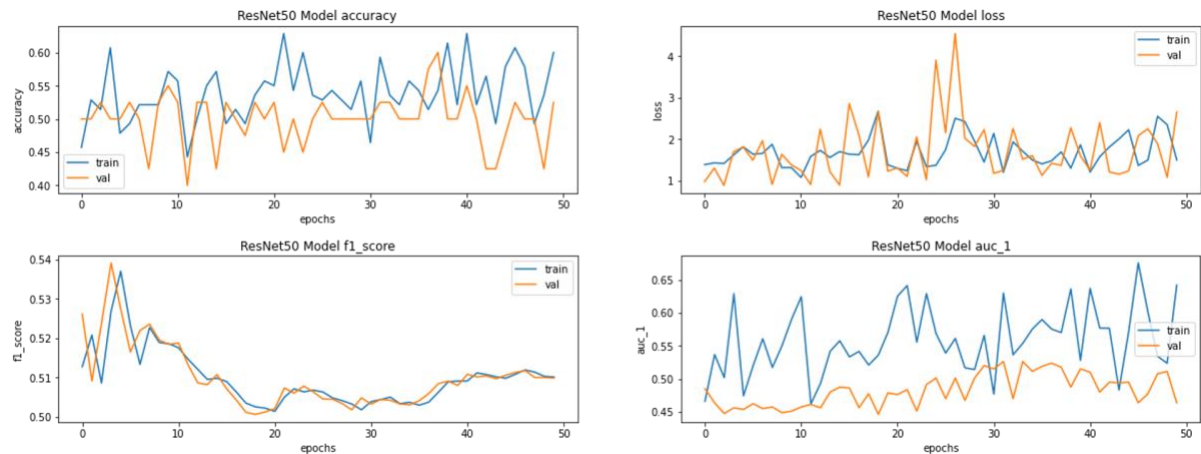 ResNet50 Model accuracy
accuracy
0.60
0.55
0.50
0.45
0.40
train
val
0 10 20 30 40 50
epochs
ResNet50 Model loss
loss
4
3
2
1
train
val
0 10 20 30 40 50
epochs
ResNet50 Model f1_score
f1_score
0.54
0.53
0.52
0.51
0.50
train
val
0 10 20 30 40 50
epochs
ResNet50 Model auc_1
auc_1
0.65
0.60
0.55
0.50
0.45
train
val
0 10 20 30 40 50
epochs